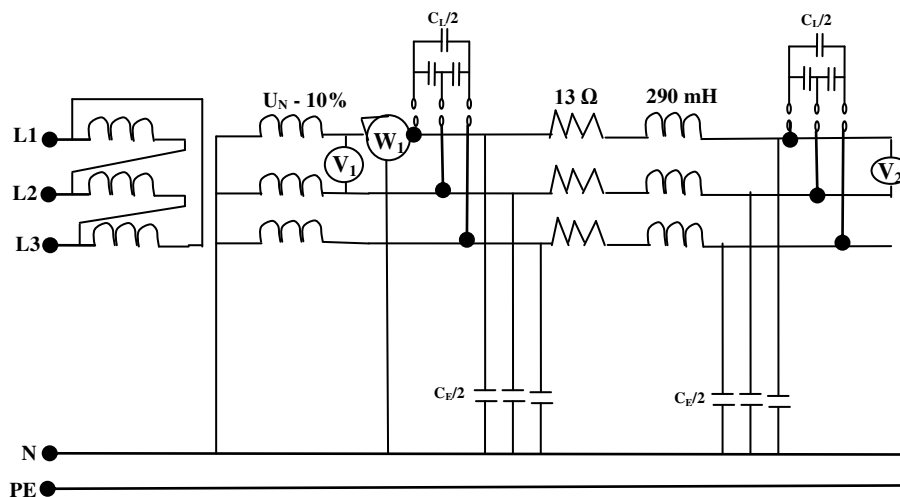 C_L/2
C_L/2
U_N - 10%
13 Ω
290 mH
L1
W_1
V_1
V_2
L2
L3
C_E/2
C_E/2
N
PE